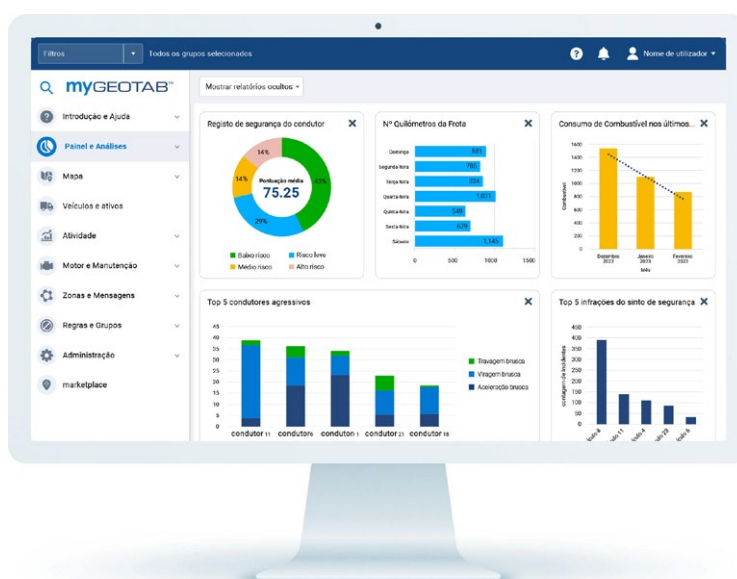 Filtros
Todos os grupos selecionados
?
Nome de utilizador
myGEOTAB™
Mostrar relatórios ocultos
Introdução e Ajuda
Painel e Análises
Mapa
Veículos e ativos
Atividade
Motor e Manutenção
Zonas e Mensagens
Regras e Grupos
Administração
marketplace
Registo de segurança do condutor
14%
14%
43%
29%
Pontuação média
75.25
Baixo risco
Risco leve
Médio risco
Alto risco
Nº Quilómetros da Frota
Domingo
Segunda-feira
Terça-feira 824
Quarta-feira
Quinta-feira 549
Sexta-feira 629
Sábado 1,145
0 500 1000 1500
Consumo de Combustível nos últimos...
Combustível
1400
1200
1000
600
400
200
0
Dezembro 2022
Janeiro 2023
Fevereiro 2023
Mês
Top 5 condutores agressivos
45
40
35
30
25
20
15
10
5
0
condutor 11
condutor 6
condutor 1
condutor 21
condutor 16
Travagem brusca
Viragem brusca
Aceleração brusca
Top 5 infrações do sinto de segurança
contagem de Incidentes
400
350
300
250
200
150
100
50
0